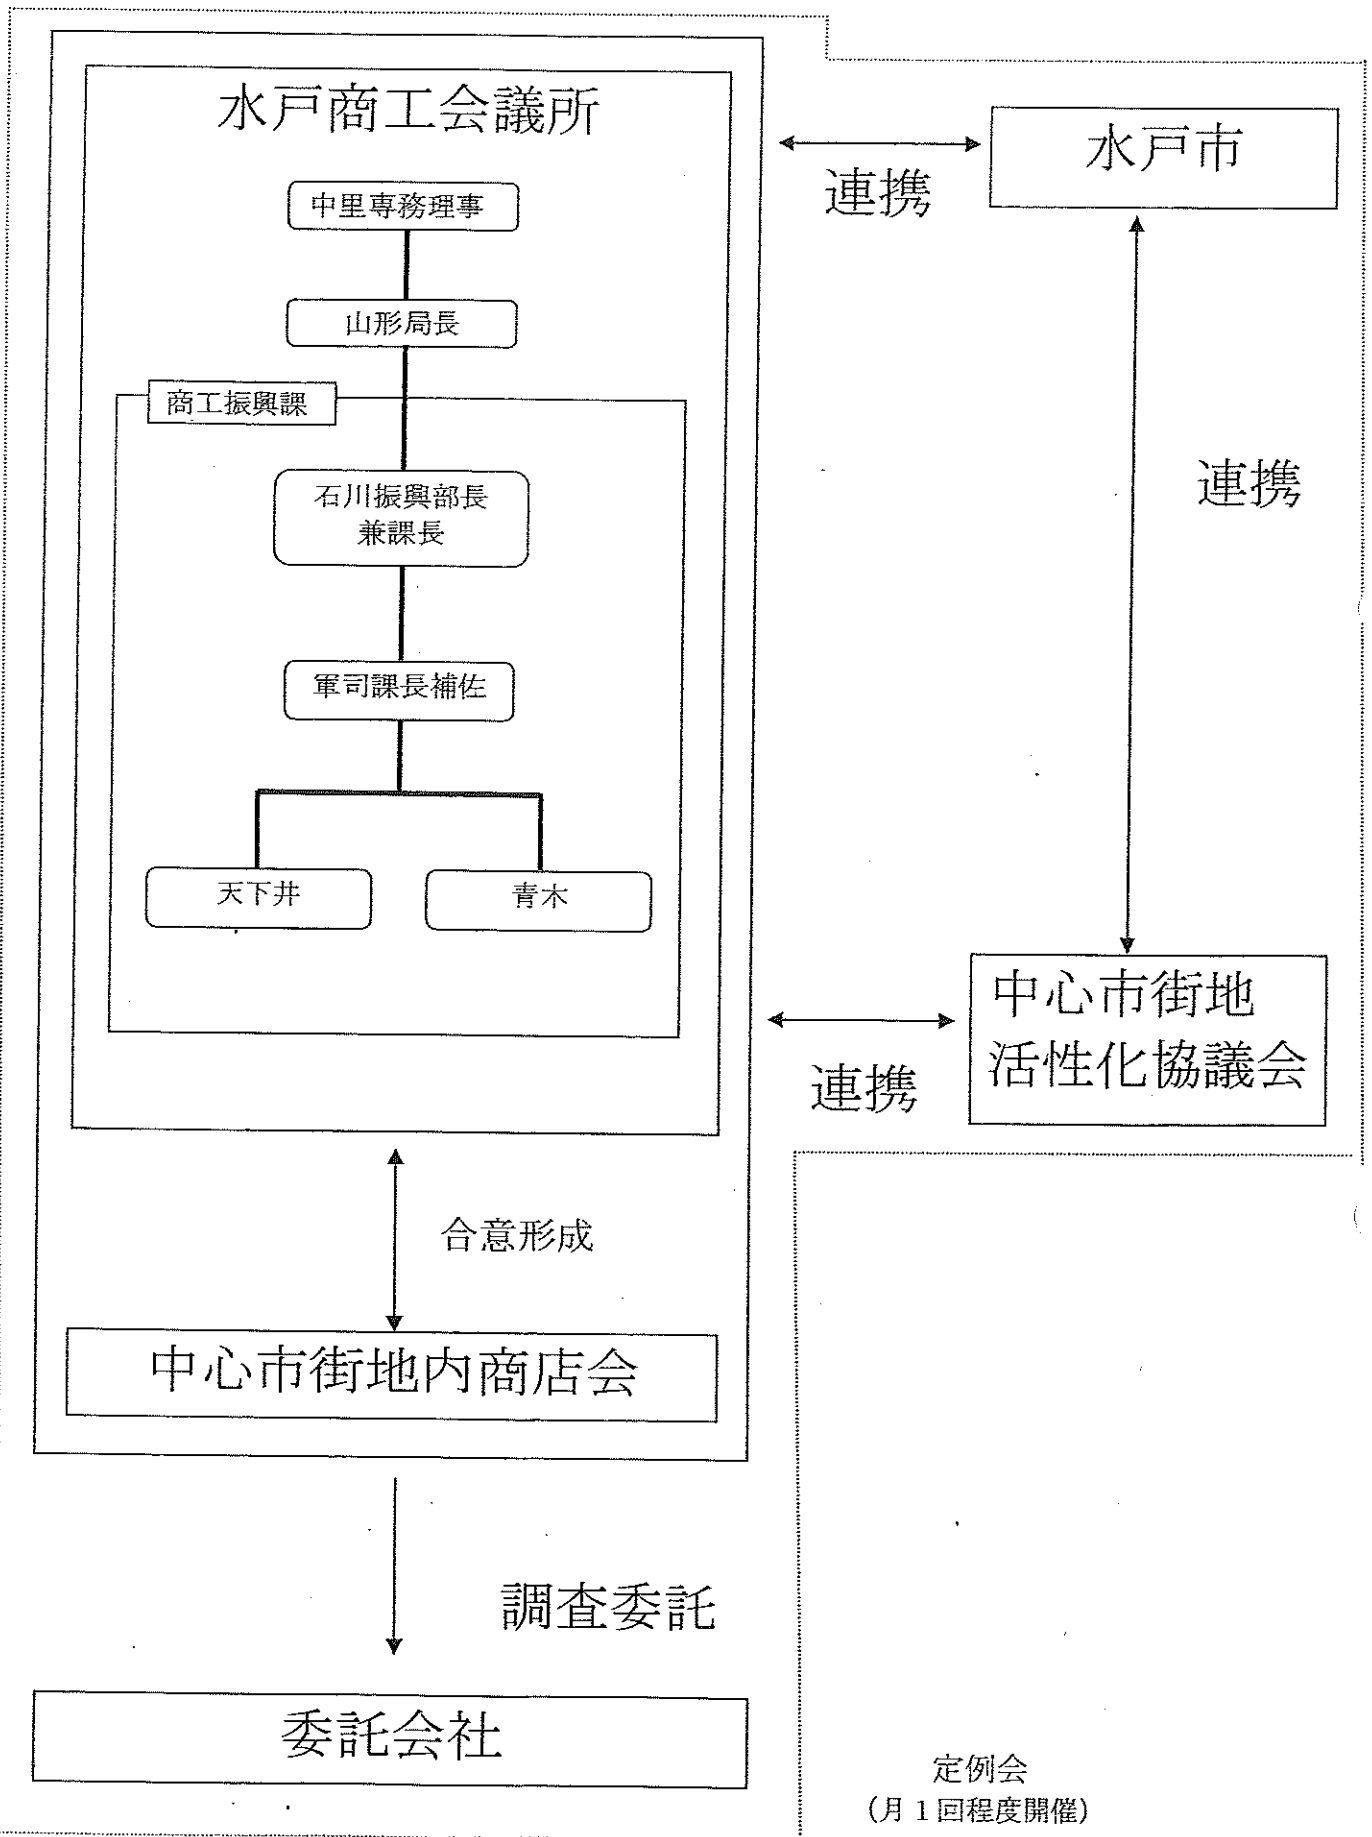 水戸商工会議所
水戸市
連携
中里専務理事
山形局長
商工振興課
石川振興部長
兼課長
連携
軍司課長補佐
天下井
青木
中心市街地
活性化協議会
連携
合意形成
中心市街地内商店会
調査委託
委託会社
定例会
(月1回程度開催)